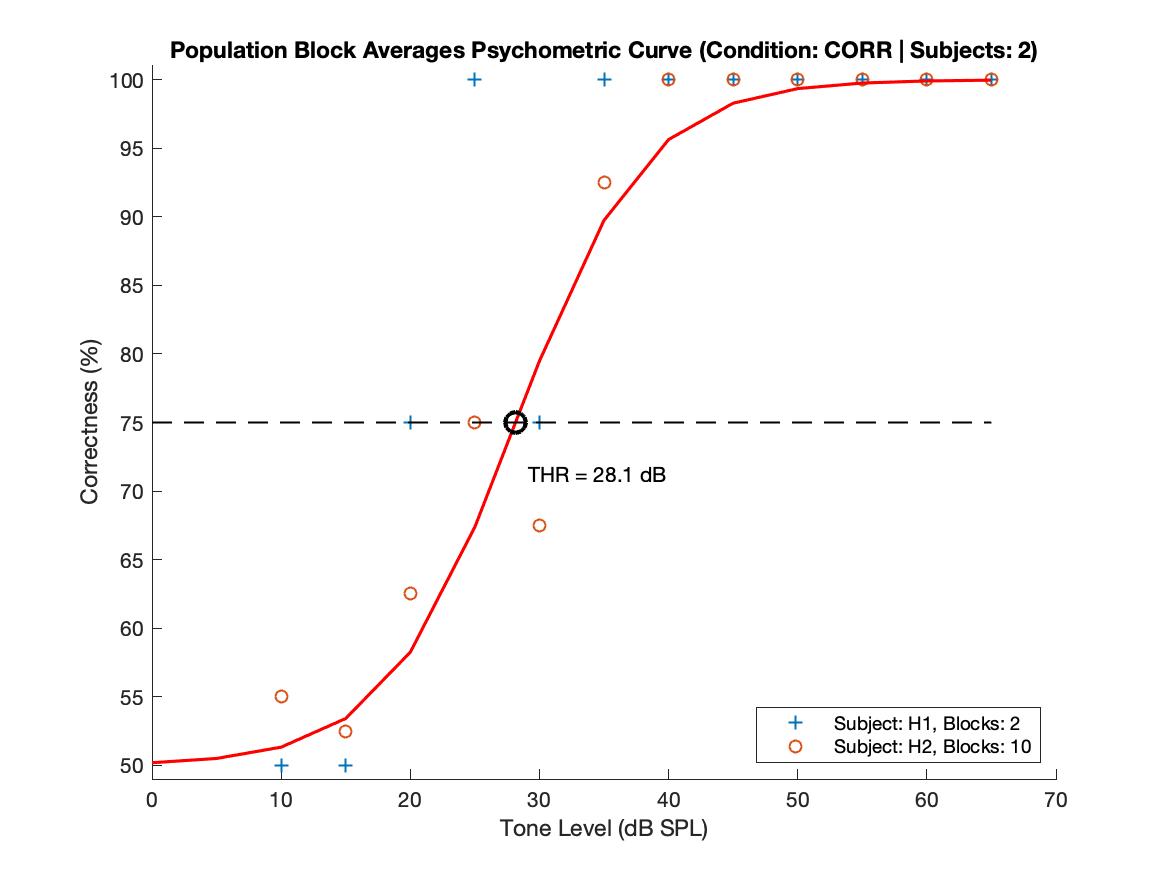 Population Block Averages Psychometric Curve (Condition: CORR | Subjects: 2)
100
95
90
85
80
75
70
65
60
55
50
Correctness (%)
THR = 28.1 dB
Subject: H1, Blocks: 2
Subject: H2, Blocks: 10
0 10 20 30 40 50 60 70
Tone Level (dB SPL)